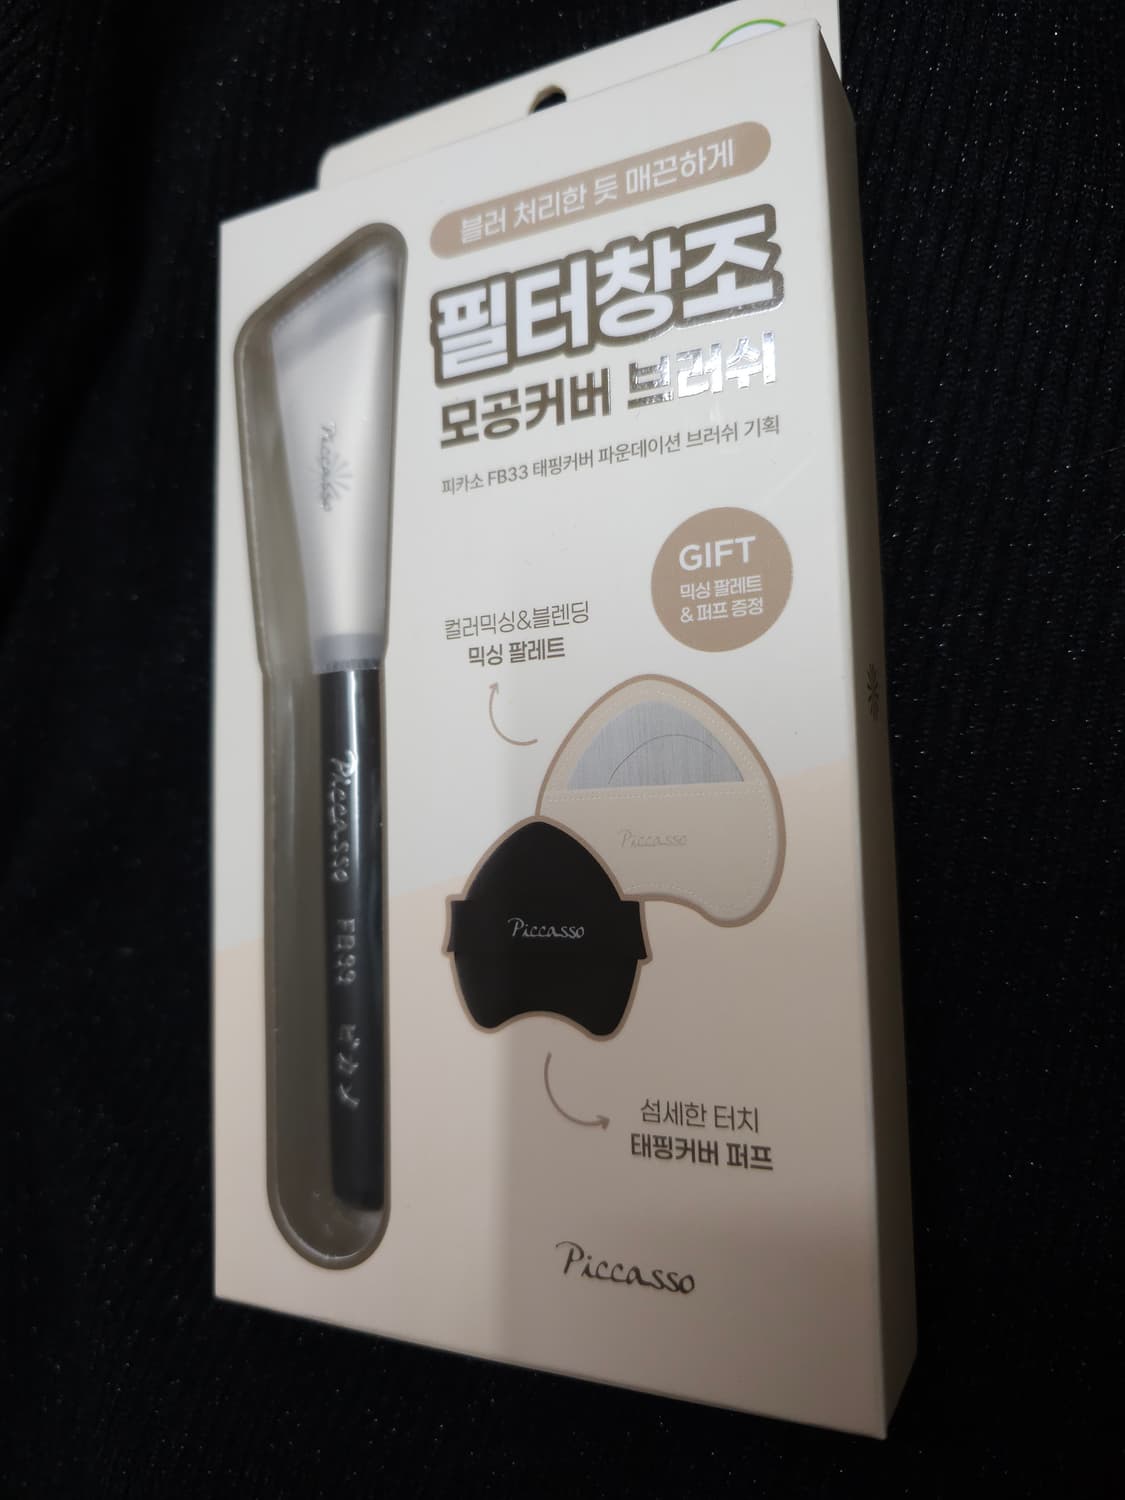 블러 처리한 듯 매끈하게
필터창조
모공커버 브러쉬
피카소 FB33 태핑커버 파운데이션 브러쉬 기획
GIFT
믹싱 팔레트
& 퍼프 증정
컬러믹싱&블렌딩
믹싱 팔레트
Piccasso
Piccasso
섬세한 터치
태핑커버 퍼프
Piccasso
Piccasso
Piccasso